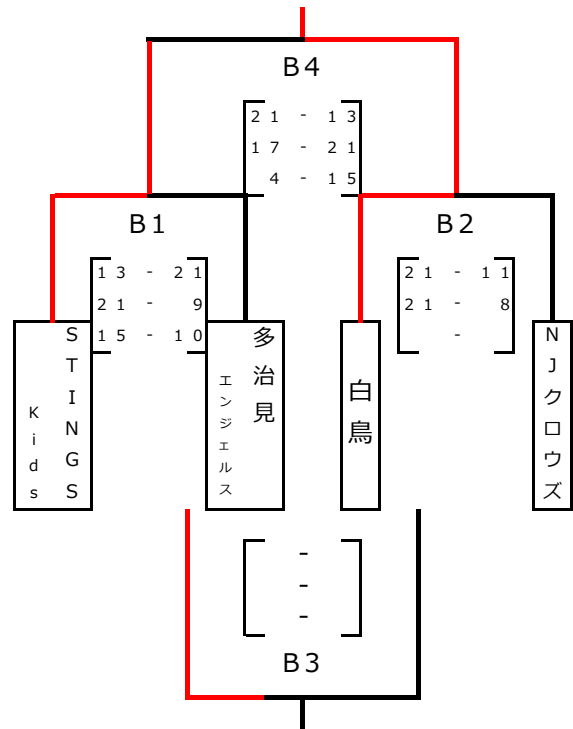 B4
21 - 13
17 - 21
4 - 15
B1
13 - 21
21 - 9
15 - 10
B2
21 - 11
21 - 8
-
STINGS
Kids
多治見
エンジェルス
白鳥
NJクロウズ
-
-
-
B3